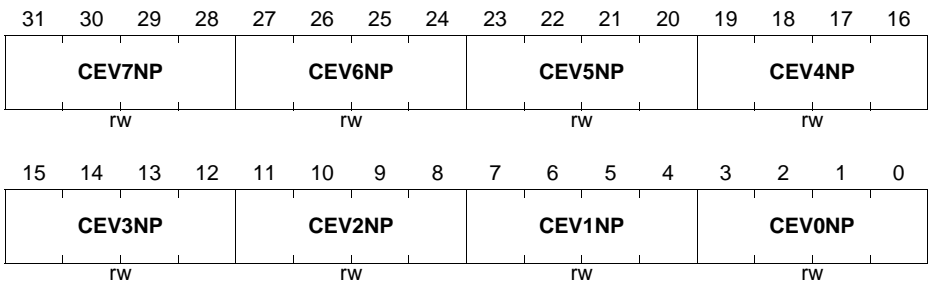 31 30 29 28 27 26 25 24 23 22 21 20 19 18 17 16
CEV7NP CEV6NP CEV5NP CEV4NP
rw rw rw rw
15 14 13 12 11 10 9 8 7 6 5 4 3 2 1 0
CEV3NP CEV2NP CEV1NP CEV0NP
rw rw rw rw